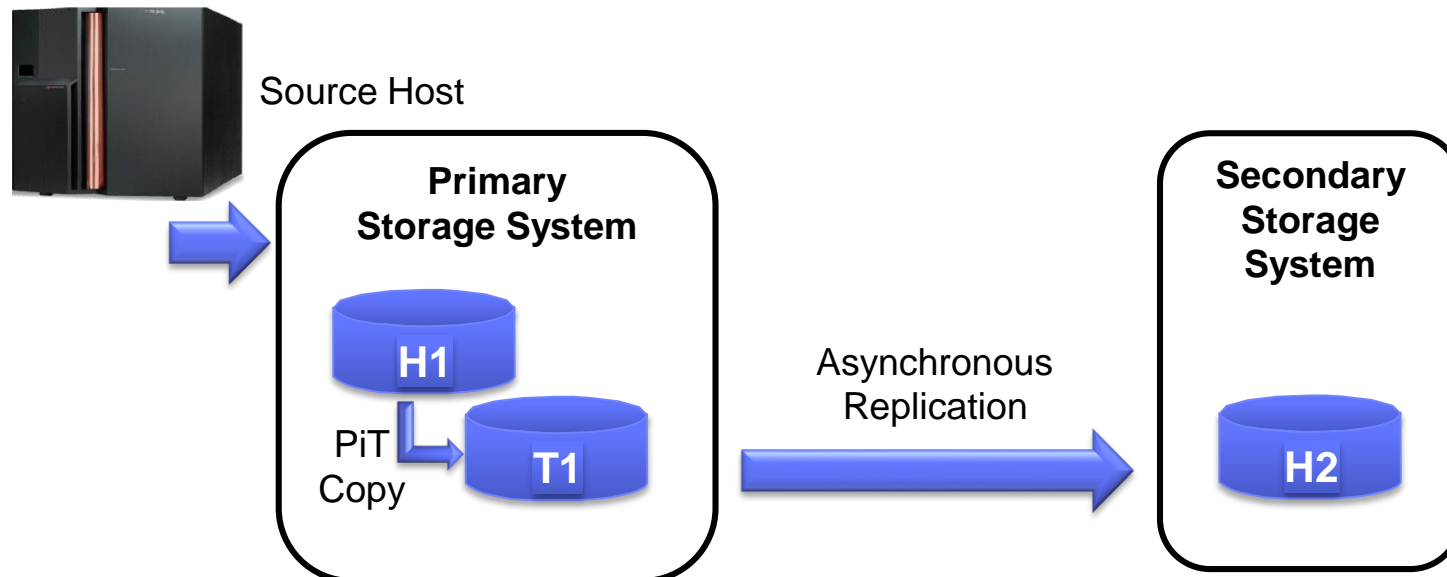 Source Host
Primary
Storage System
H1
PiT
Copy
T1
Asynchronous
Replication
Secondary
Storage
System
H2